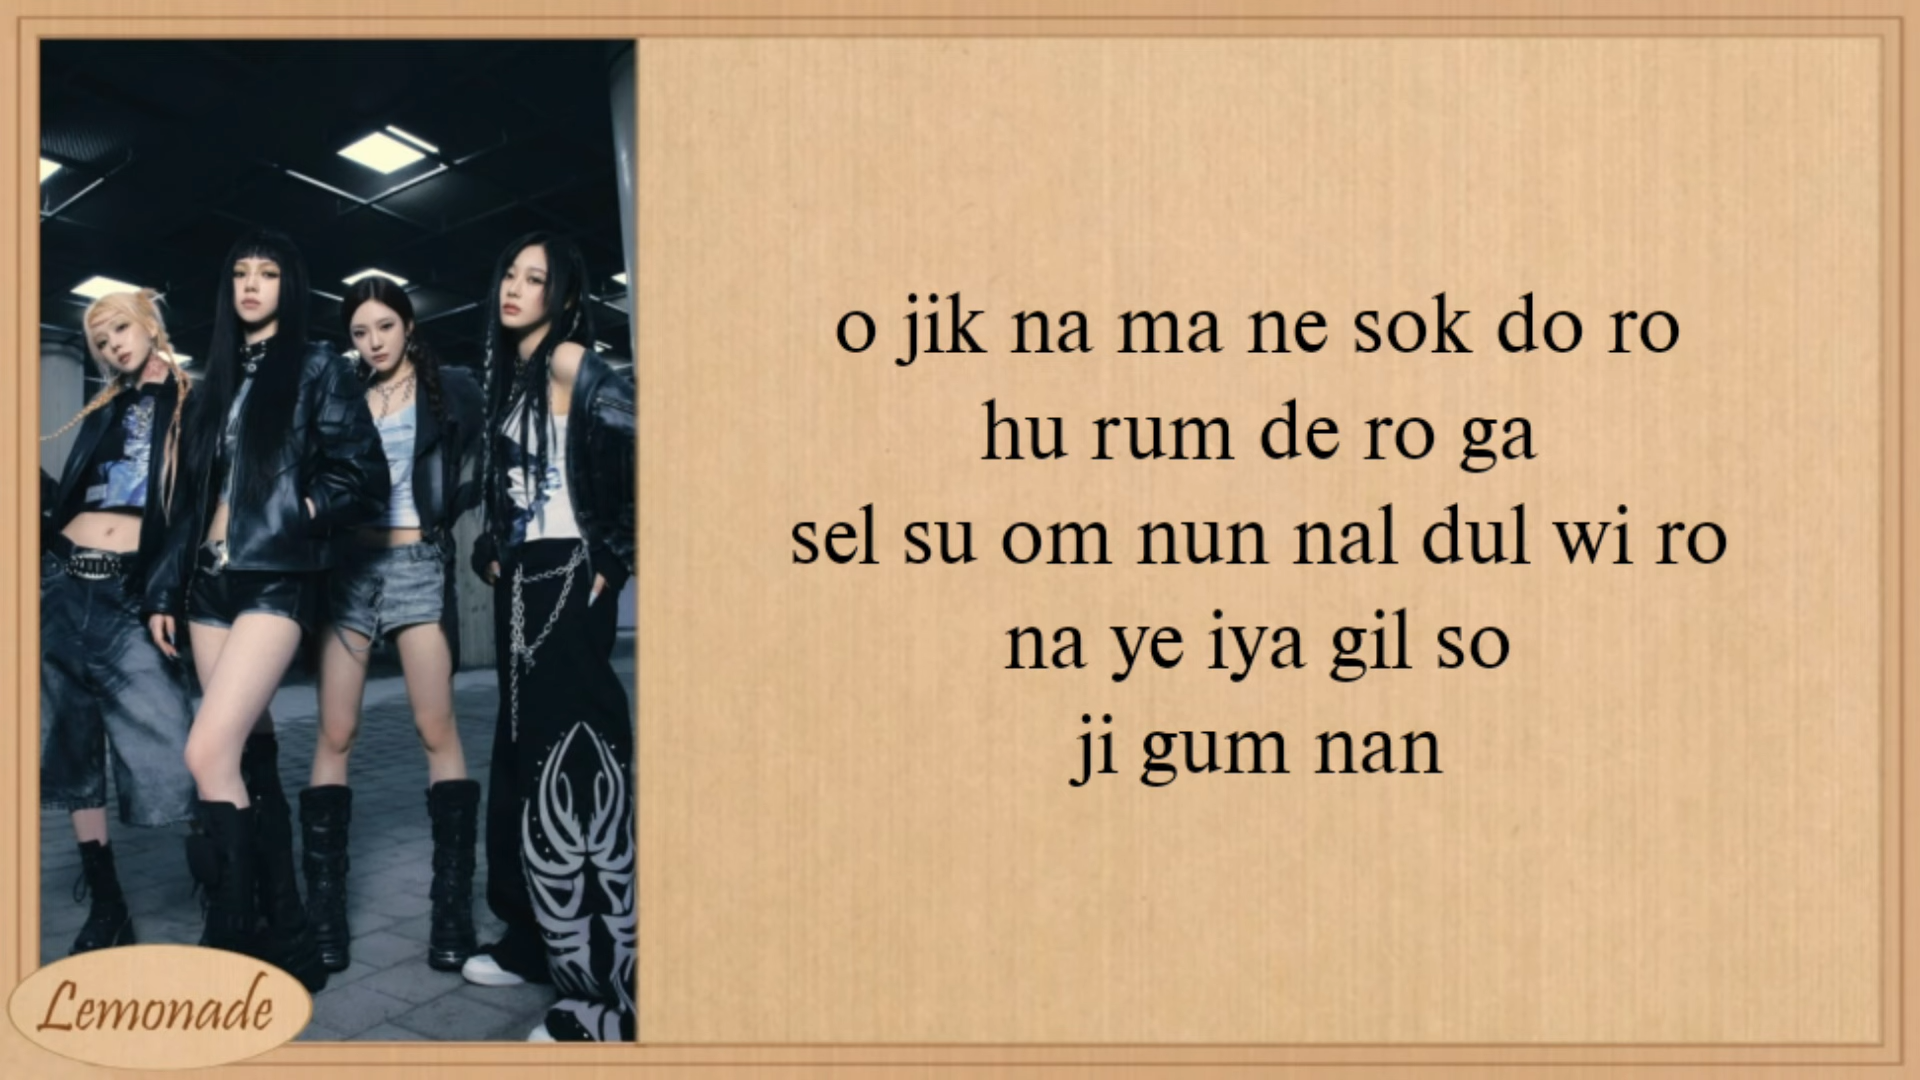 o jik na ma ne sok do ro
hu rum de ro ga
sel su om nun nal dul wi ro
na ye iya gil so
ji gum nan
Lemonade